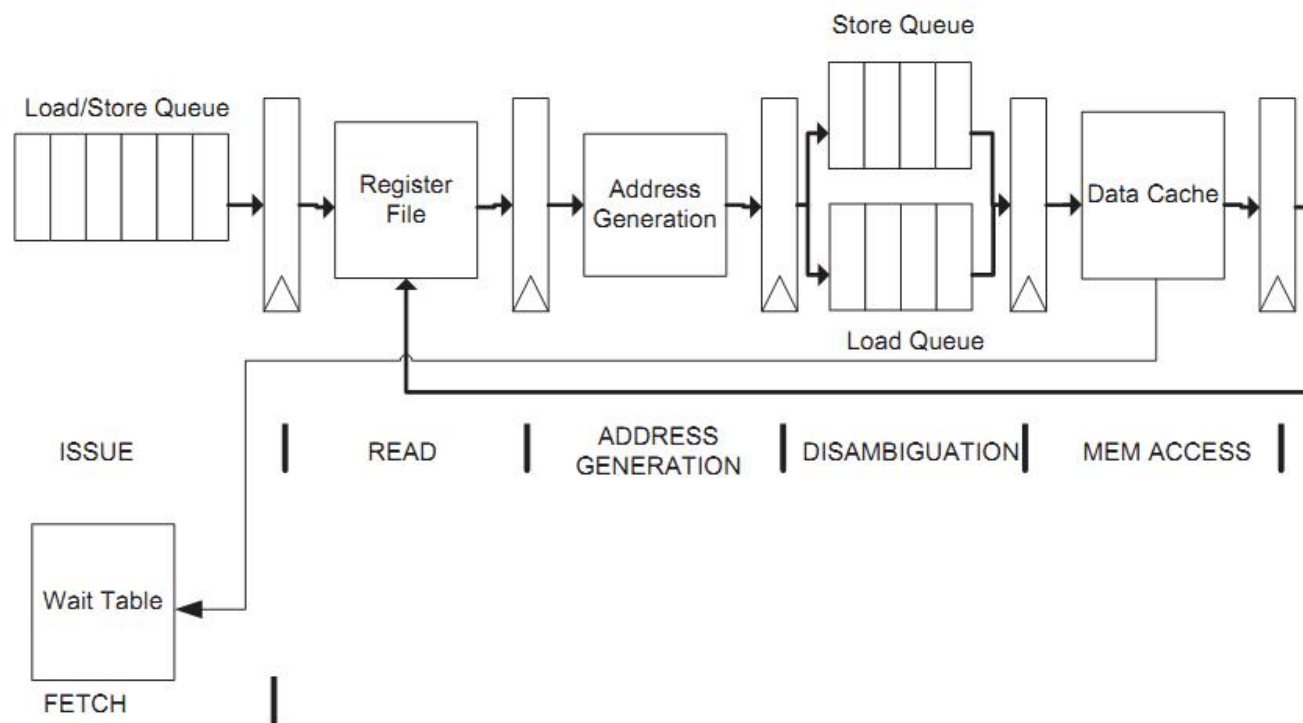 Store Queue
Load/Store Queue
Register
File
Address
Generation
Data Cache
Load Queue
ISSUE
READ
ADDRESS
GENERATION
DISAMBIGUATION
MEM ACCESS
Wait Table
FETCH